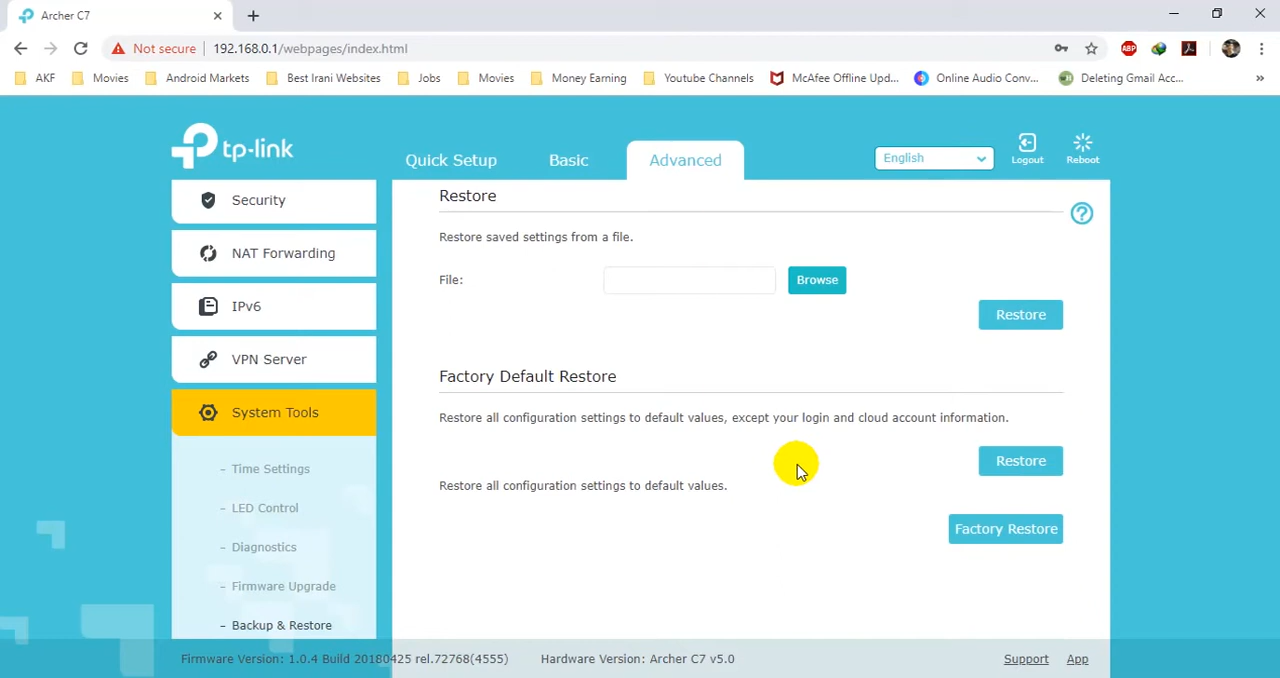 Archer C7
Not secure 192.168.0.1/webpages/index.html
ABP
AKF Movies Android Markets Best Irani Websites Jobs Movies Money Earning Youtube Channels McAfee Offline Upd... Online Audio Conv... Deleting Gmail Acc... »
tp-link
Quick Setup Basic Advanced English Logout Reboot
Security
NAT Forwarding
IPv6
VPN Server
System Tools
- Time Settings
- LED Control
- Diagnostics
- Firmware Upgrade
- Backup & Restore
Restore
?
Restore saved settings from a file.
File: Browse
Restore
Factory Default Restore
Restore all configuration settings to default values, except your login and cloud account information.
Restore
Restore all configuration settings to default values.
Factory Restore
Firmware Version: 1.0.4 Build 20180425 rel.72768(4555) Hardware Version: Archer C7 v5.0 Support App